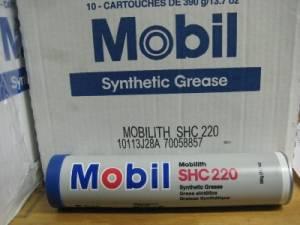 10 - CARTOUCHES DE 390 g/13.7 oz
Mobil
Synthetic Grease
MOBILITH SHC 220
10113J28A 70058857
Mobil
Mobilith
SHC 220
Synthetic Grease
Grasa sintética
Graisse Synthétique